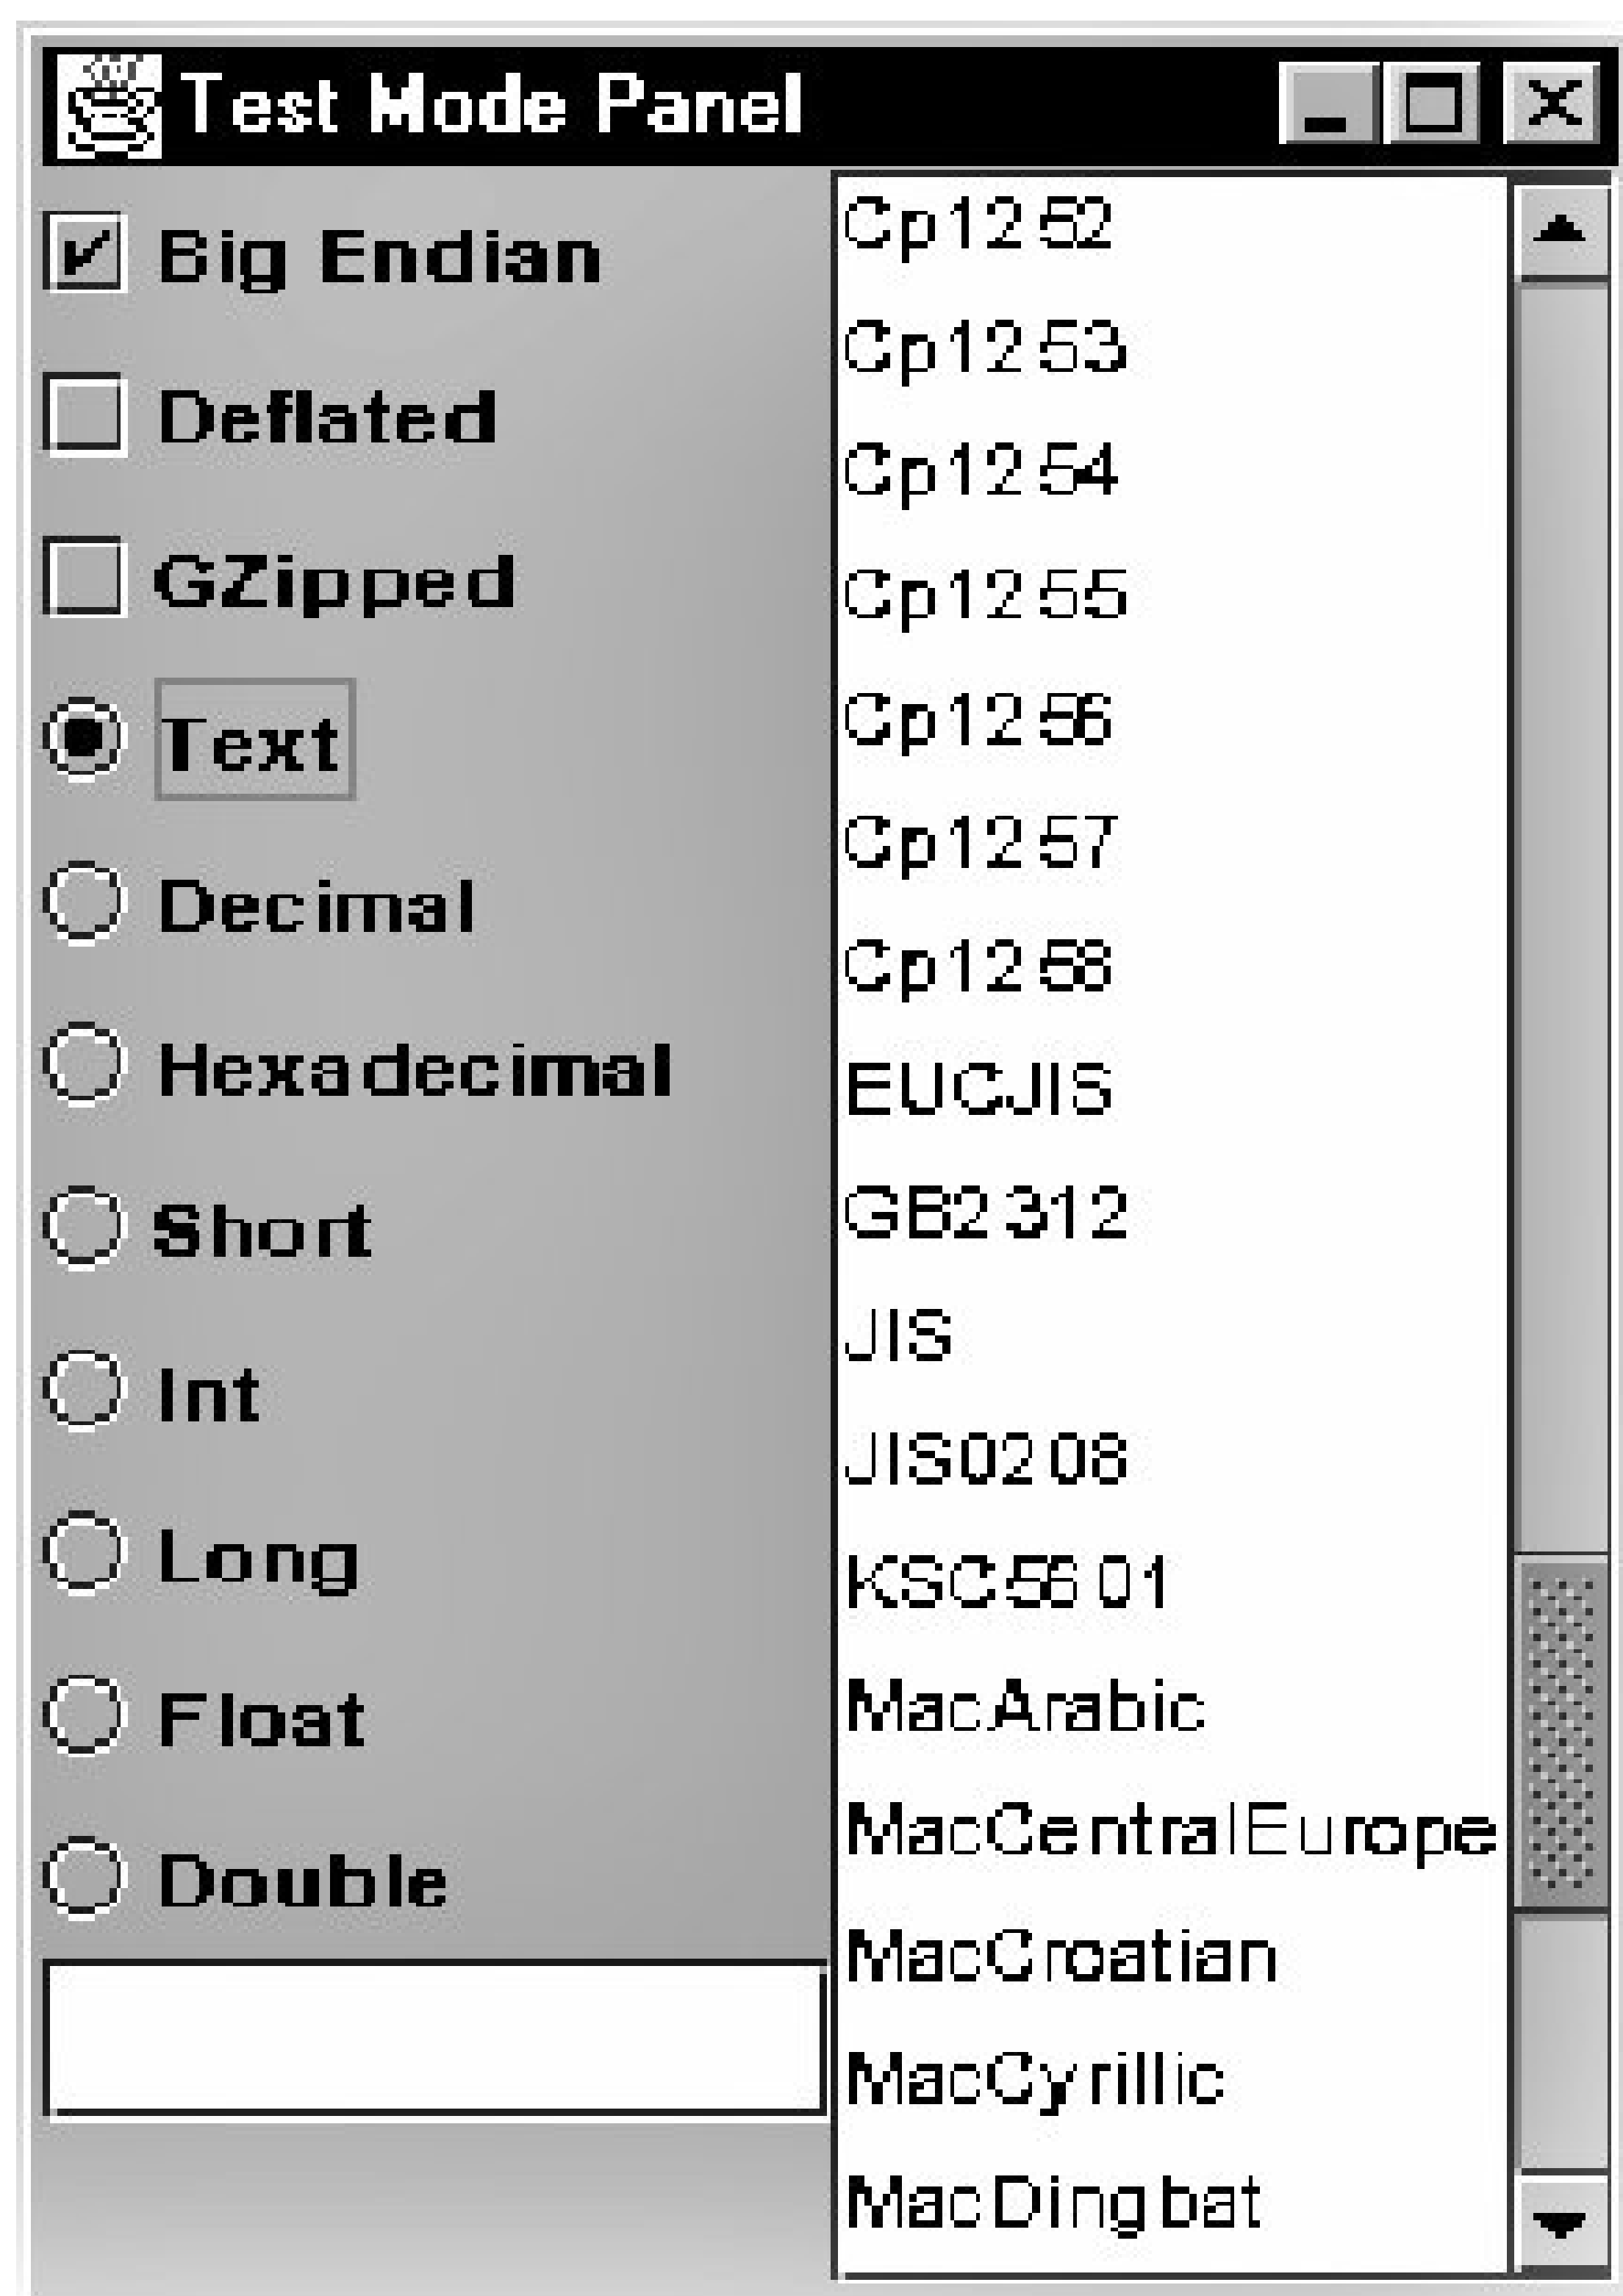 Test Mode Panel
Big Endian
Deflated
GZipped
Text
Decimal
Hexadecimal
Short
Int
Long
Float
Double
Cp1252
Cp1253
Cp1254
Cp1255
Cp1256
Cp1257
Cp1258
EUCJIS
GB2312
JIS
JIS0208
KSC5601
MacArabic
MacCentralEurope
MacCroatian
MacCyrillic
MacDingbat